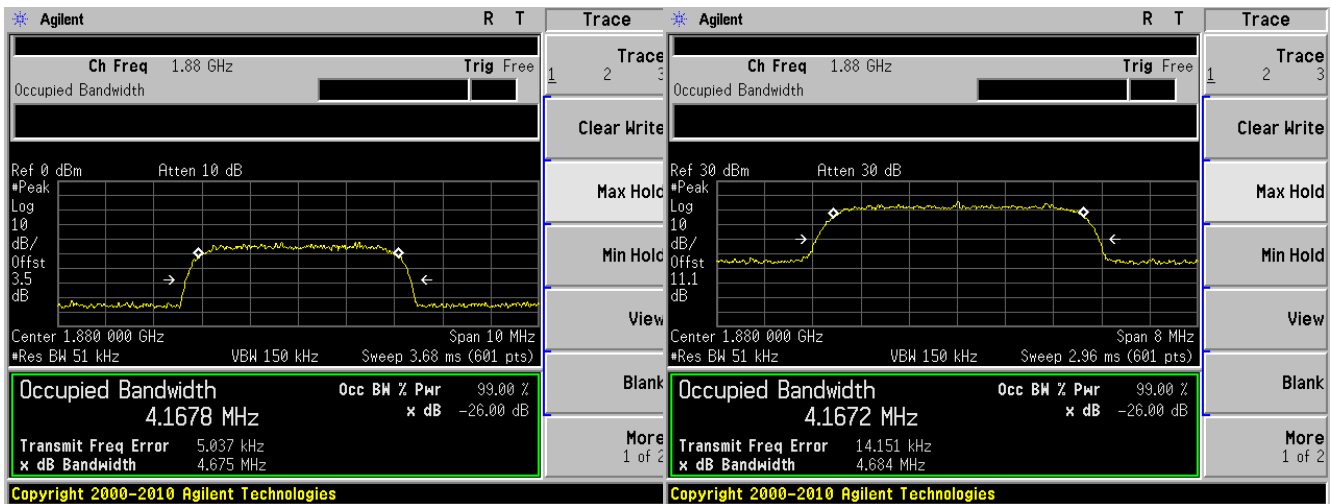 Agilent R T Trace
Ch Freq 1.88 GHz Trig Free
Occupied Bandwidth
Ref 0 dBm Atten 10 dB
#Peak
Log
10
dB/
Offst
3.5
dB
Center 1.880 000 GHz Span 10 MHz
#Res BW 51 kHz VBW 150 kHz Sweep 3.68 ms (601 pts)
Occupied Bandwidth Occ BW % Pwr 99.00 %
4.1678 MHz x dB -26.00 dB
Transmit Freq Error 5.037 kHz
x dB Bandwidth 4.675 MHz
Copyright 2000-2010 Agilent Technologies
Trace
1 2 3
Clear Write
Max Hold
Min Hold
View
Blank
More
1 of 2
Agilent R T Trace
Ch Freq 1.88 GHz Trig Free
Occupied Bandwidth
Ref 30 dBm Atten 30 dB
#Peak
Log
10
dB/
Offst
11.1
dB
Center 1.880 000 GHz Span 8 MHz
#Res BW 51 kHz VBW 150 kHz Sweep 2.96 ms (601 pts)
Occupied Bandwidth Occ BW % Pwr 99.00 %
4.1672 MHz x dB -26.00 dB
Transmit Freq Error 14.151 kHz
x dB Bandwidth 4.684 MHz
Copyright 2000-2010 Agilent Technologies
Trace
1 2 3
Clear Write
Max Hold
Min Hold
View
Blank
More
1 of 2